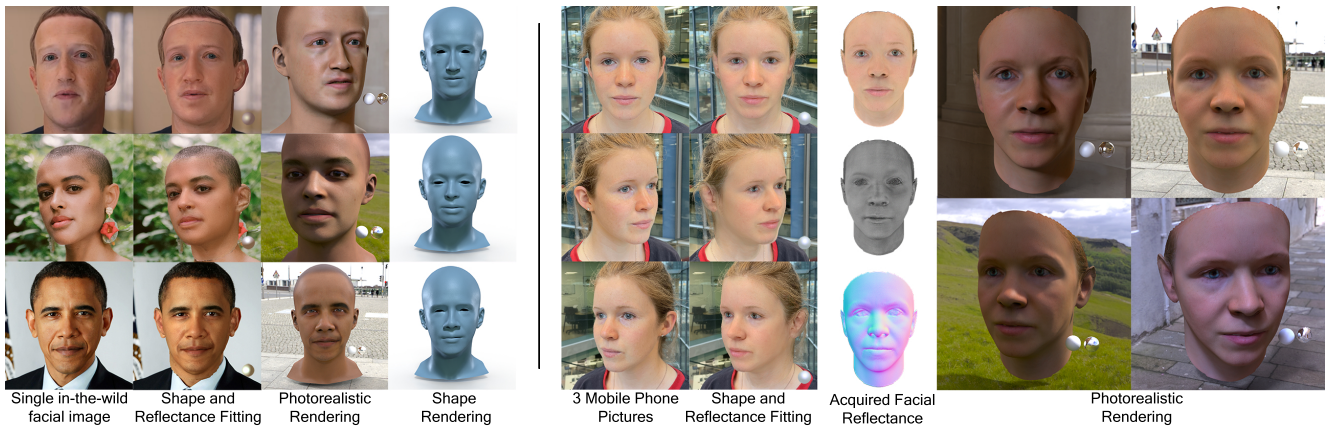 Single in-the-wild
facial image
Shape and
Reflectance Fitting
Photorealistic
Rendering
Shape
Rendering
3 Mobile Phone
Pictures
Shape and
Reflectance Fitting
Acquired Facial
Reflectance
Photorealistic
Rendering